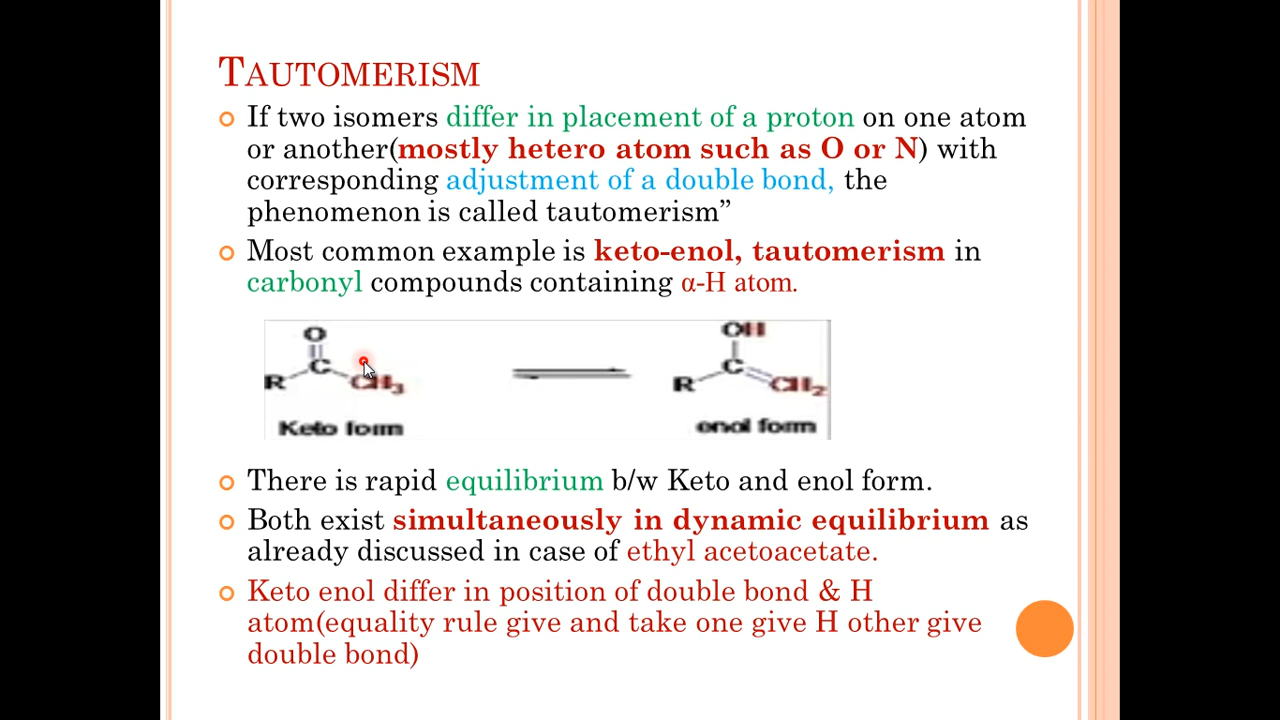 TAUTOMERISM
If two isomers differ in placement of a proton on one atom
or another(mostly hetero atom such as O or N) with
corresponding adjustment of a double bond, the
phenomenon is called tautomerism”
Most common example is keto-enol, tautomerism in
carbonyl compounds containing α-H atom.
O OH
C C
R CH3 R CH2
Keto form enol form
There is rapid equilibrium b/w Keto and enol form.
Both exist simultaneously in dynamic equilibrium as
already discussed in case of ethyl acetoacetate.
Keto enol differ in position of double bond & H
atom(equality rule give and take one give H other give
double bond)